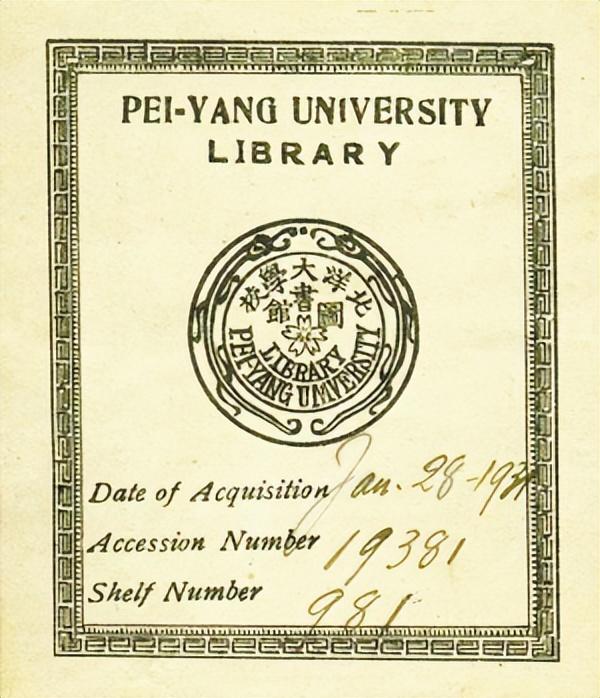 PEI-YANG UNIVERSITY
LIBRARY
北洋大學校
圖書館
LIBRARY
PEI-YANG UNIVERSITY
Date of Acquisition Jan. 28-193
Accession Number 19381
Shelf Number 981